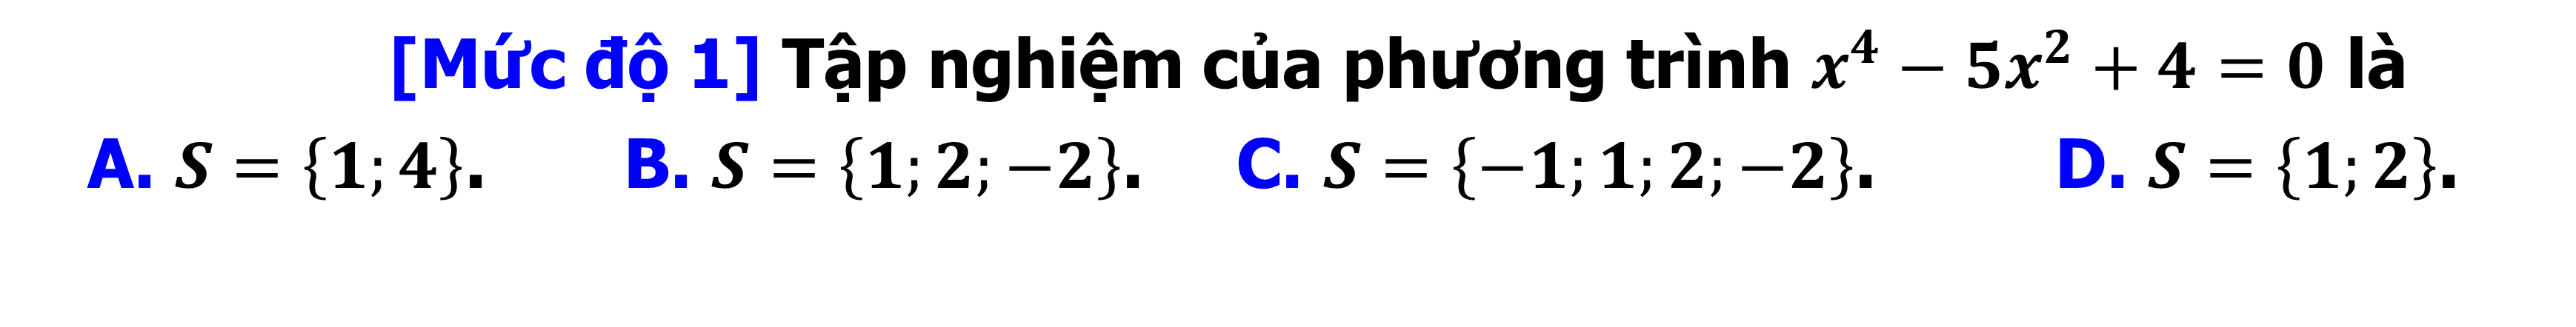 [Mức độ 1] Tập nghiệm của phương trình x⁴ − 5x² + 4 = 0 là
A. S = {1; 4}. B. S = {1; 2; −2}. C. S = {−1; 1; 2; −2}. D. S = {1; 2}.